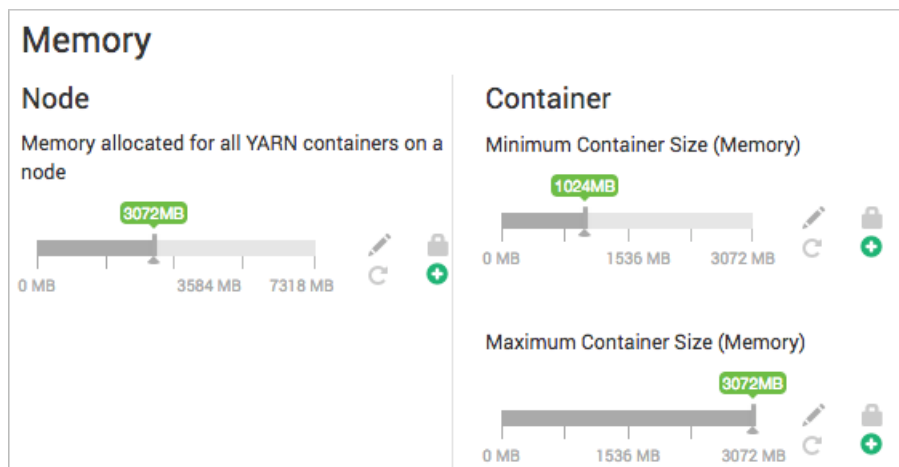 Memory
Node
Memory allocated for all YARN containers on a
node
3072MB
0 MB
3584 MB
7318 MB
Container
Minimum Container Size (Memory)
1024MB
0 MB
1536 MB
3072 MB
Maximum Container Size (Memory)
3072MB
0 MB
1536 MB
3072 MB